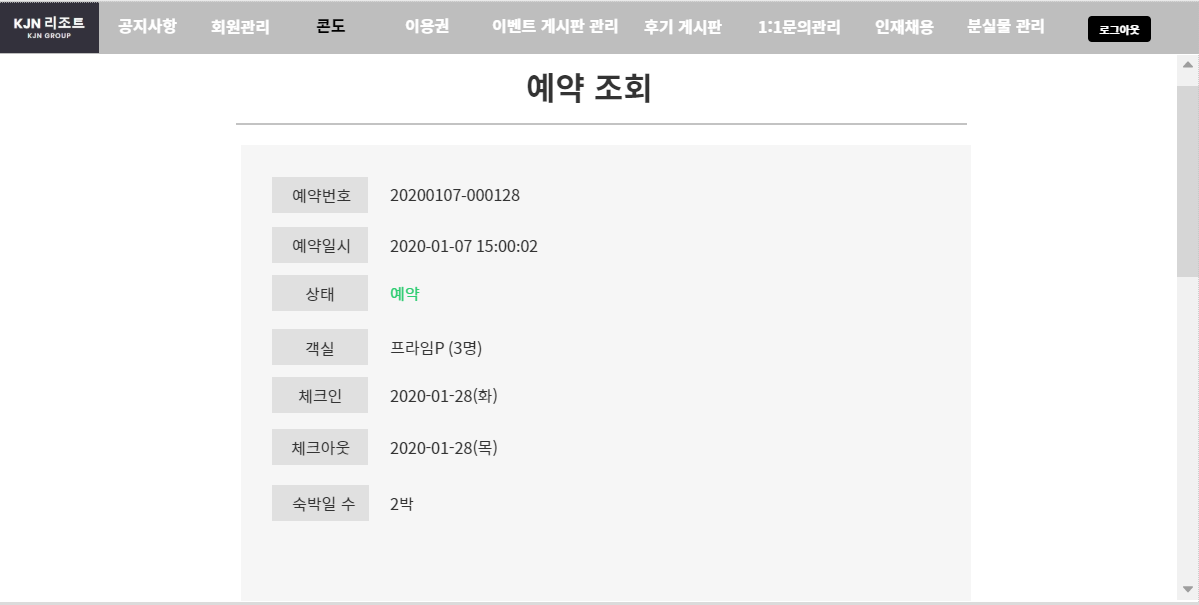 KJN 리조트
KJN GROUP
공지사항 회원관리 콘도 이용권 이벤트 게시판 관리 후기 게시판 1:1문의관리 인재채용 분실물 관리 로그아웃
예약 조회
예약번호 20200107-000128
예약일시 2020-01-07 15:00:02
상태 예약
객실 프라임P (3명)
체크인 2020-01-28(화)
체크아웃 2020-01-28(목)
숙박일 수 2박